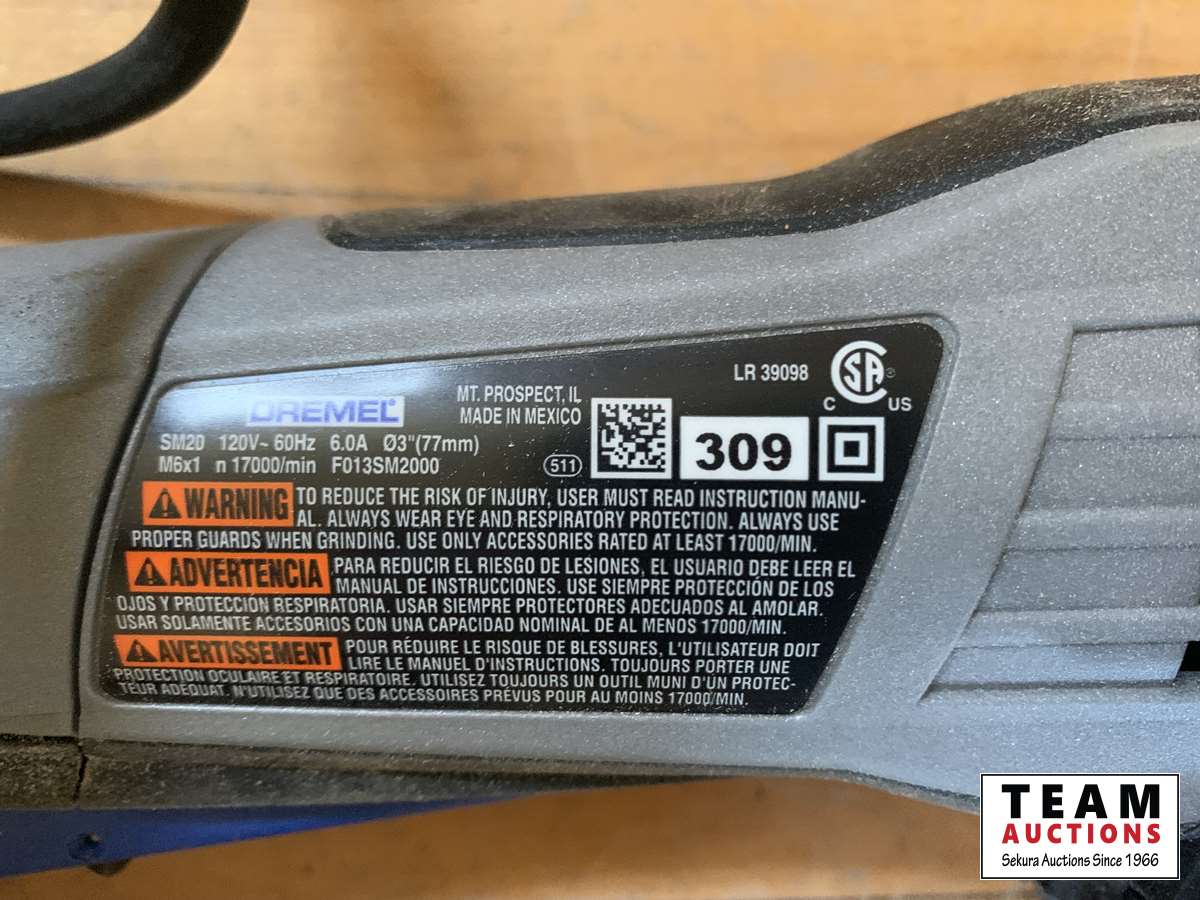 DREMEL
SM20 120V~ 60Hz 6.0A Ø3"(77mm)
M6x1 n 17000/min F013SM2000
MT. PROSPECT, IL
MADE IN MEXICO
511
309
LR 39098
CSA ®
C US
WARNING TO REDUCE THE RISK OF INJURY, USER MUST READ INSTRUCTION MANU-
AL. ALWAYS WEAR EYE AND RESPIRATORY PROTECTION. ALWAYS USE
PROPER GUARDS WHEN GRINDING. USE ONLY ACCESSORIES RATED AT LEAST 17000/MIN.
ADVERTENCIA PARA REDUCIR EL RIESGO DE LESIONES, EL USUARIO DEBE LEER EL
MANUAL DE INSTRUCCIONES. USE SIEMPRE PROTECCIÓN DE LOS
OJOS Y PROTECCIÓN RESPIRATORIA. USAR SIEMPRE PROTECTORES ADECUADOS AL AMOLAR.
USAR SOLAMENTE ACCESORIOS CON UNA CAPACIDAD NOMINAL DE AL MENOS 17000/MIN.
AVERTISSEMENT POUR RÉDUIRE LE RISQUE DE BLESSURES, L'UTILISATEUR DOIT
LIRE LE MANUEL D'INSTRUCTIONS. TOUJOURS PORTER UNE
PROTECTION OCULAIRE ET RESPIRATOIRE. UTILISEZ TOUJOURS UN OUTIL MUNI D'UN PROTEC-
TEUR ADÉQUAT. N'UTILISEZ QUE DES ACCESSOIRES PRÉVUS POUR AU MOINS 17000/MIN.
TEAM
AUCTIONS
Sekura Auctions Since 1966